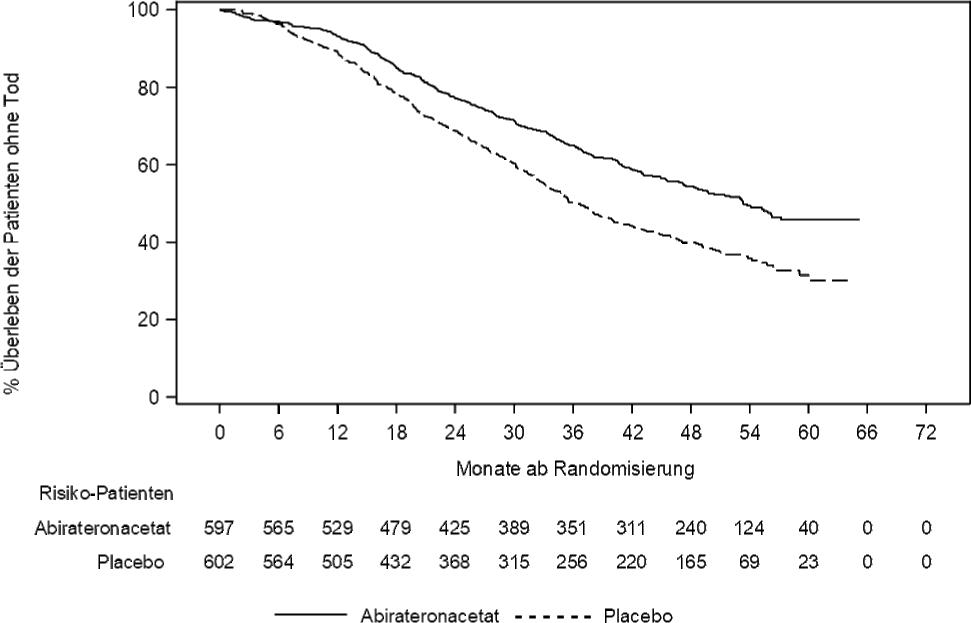 % Überleben der Patienten ohne Tod
100
80
60
40
20
0
0 6 12 18 24 30 36 42 48 54 60 66 72
Monate ab Randomisierung
Risiko-Patienten
Abirateronacetat 597 565 529 479 425 389 351 311 240 124 40 0 0
Placebo 602 564 505 432 368 315 256 220 165 69 23 0 0
Abirateronacetat Placebo